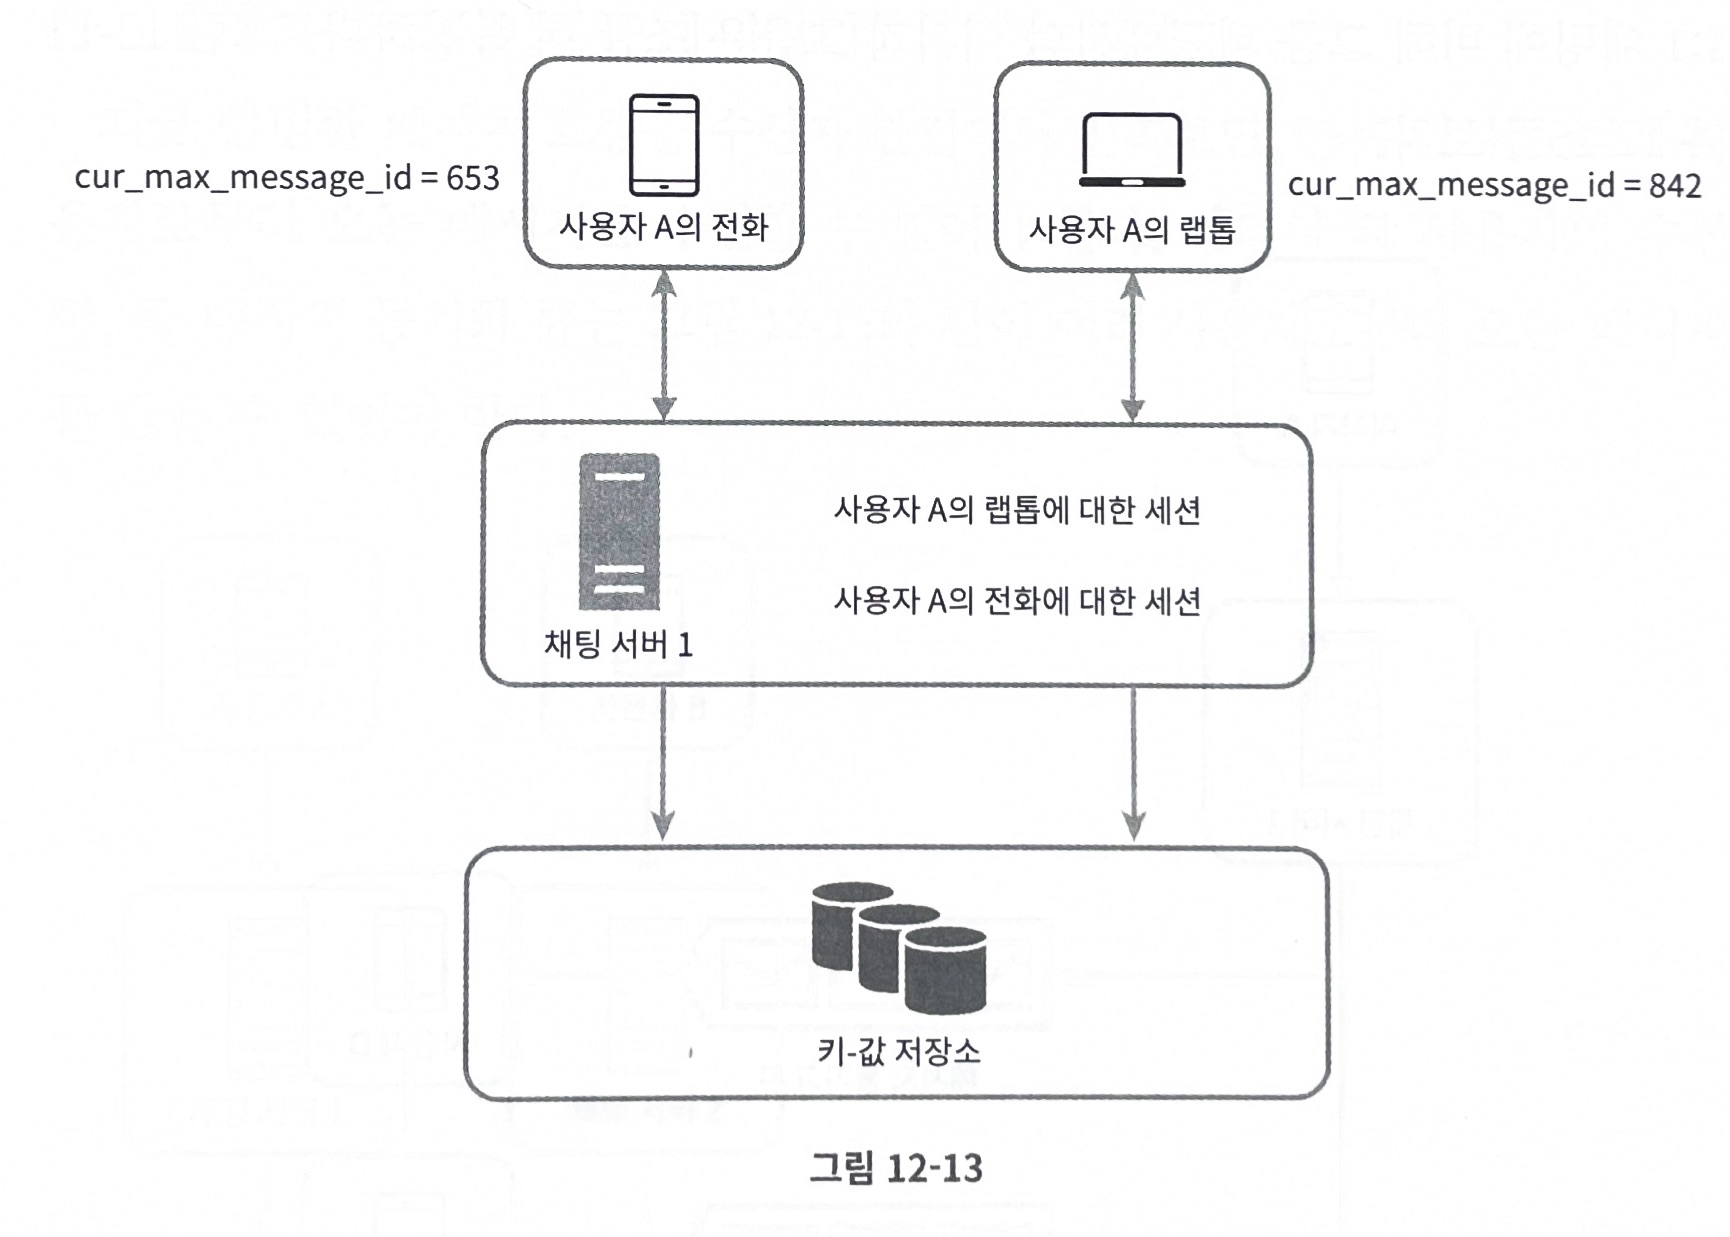 cur_max_message_id = 653
사용자 A의 전화
사용자 A의 랩톱
cur_max_message_id = 842
채팅 서버 1
사용자 A의 랩톱에 대한 세션
사용자 A의 전화에 대한 세션
키-값 저장소
그림 12-13